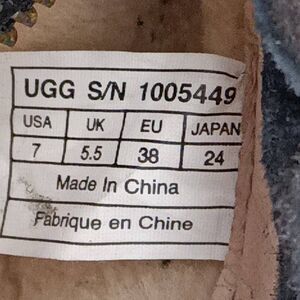 UGG S/N 1005449
USA UK EU JAPAN
7 5.5 38 24
Made In China
Fabrique en Chine